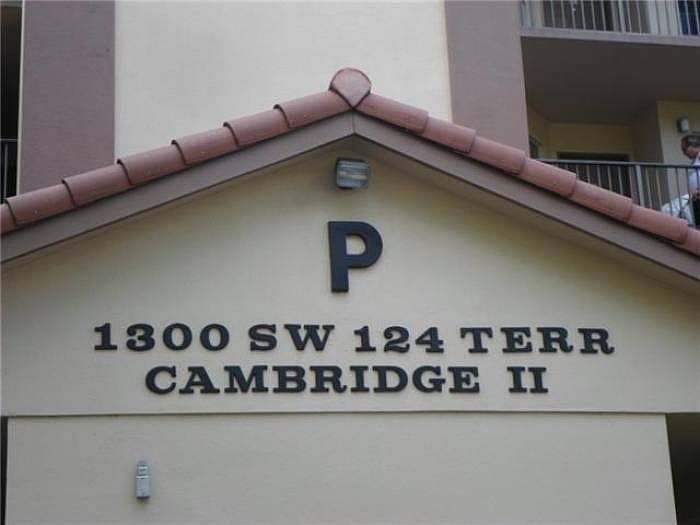 P
1300 SW 124 TERR
CAMBRIDGE II